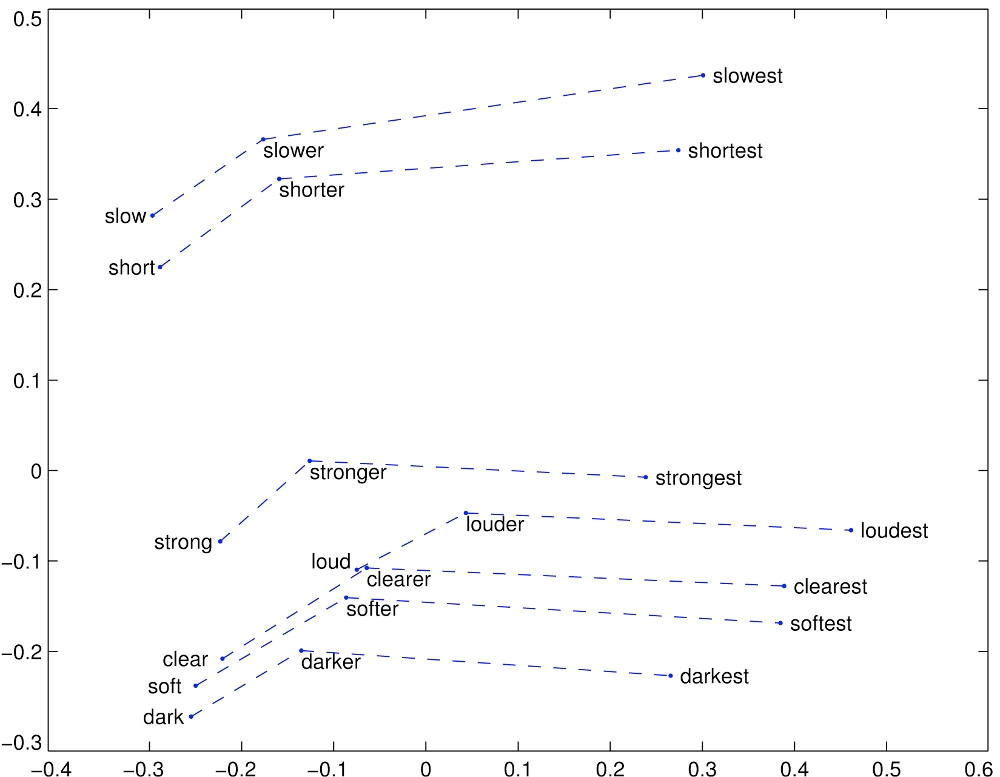 0.5
slowest
0.4
slower
shortest
0.3
shorter
slow
short
0.2
0.1
0
stronger
strongest
louder
loudest
strong
−0.1
loud
clearer
clearest
softer
softest
−0.2
clear
darker
darkest
soft
dark
−0.3
−0.4 −0.3 −0.2 −0.1 0 0.1 0.2 0.3 0.4 0.5 0.6